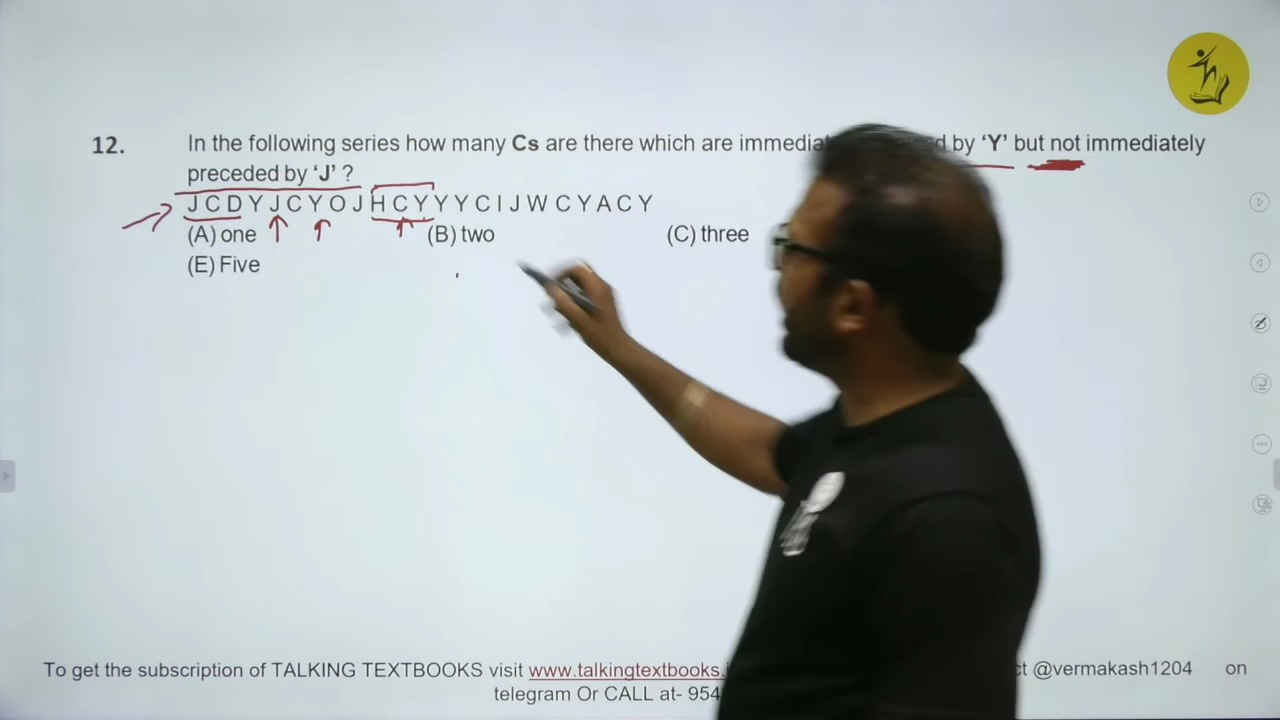 12. In the following series how many Cs are there which are immedia by ‘Y’ but not immediately
preceded by ‘J’ ?
J C D Y J C Y O J H C Y Y Y C I J W C Y A C Y
(A) one (B) two (C) three
(E) Five
To get the subscription of TALKING TEXTBOOKS visit www.talkingtextbooks. @vermakash1204 on
telegram Or CALL at- 954